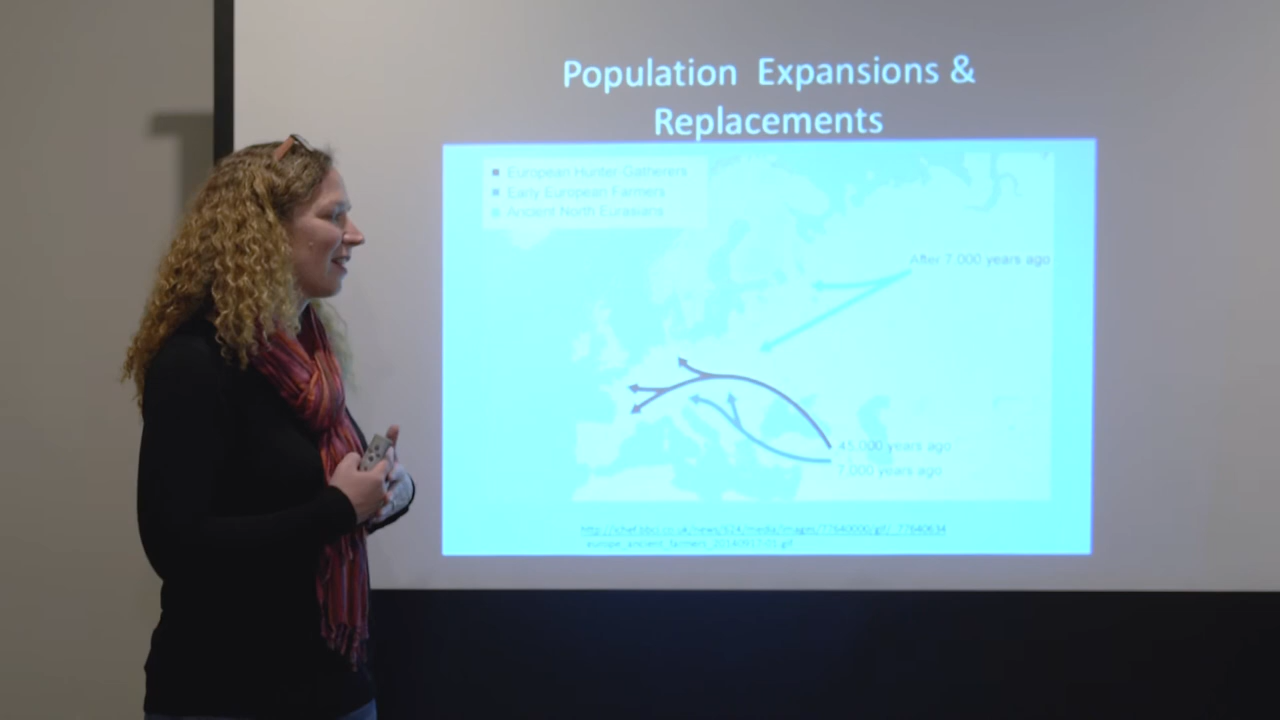 Population Expansions &
Replacements
European Hunter Gatherers
Early European Farmers
Ancient North Eurasians
After 7,000 years ago
45,000 years ago
7,000 years ago